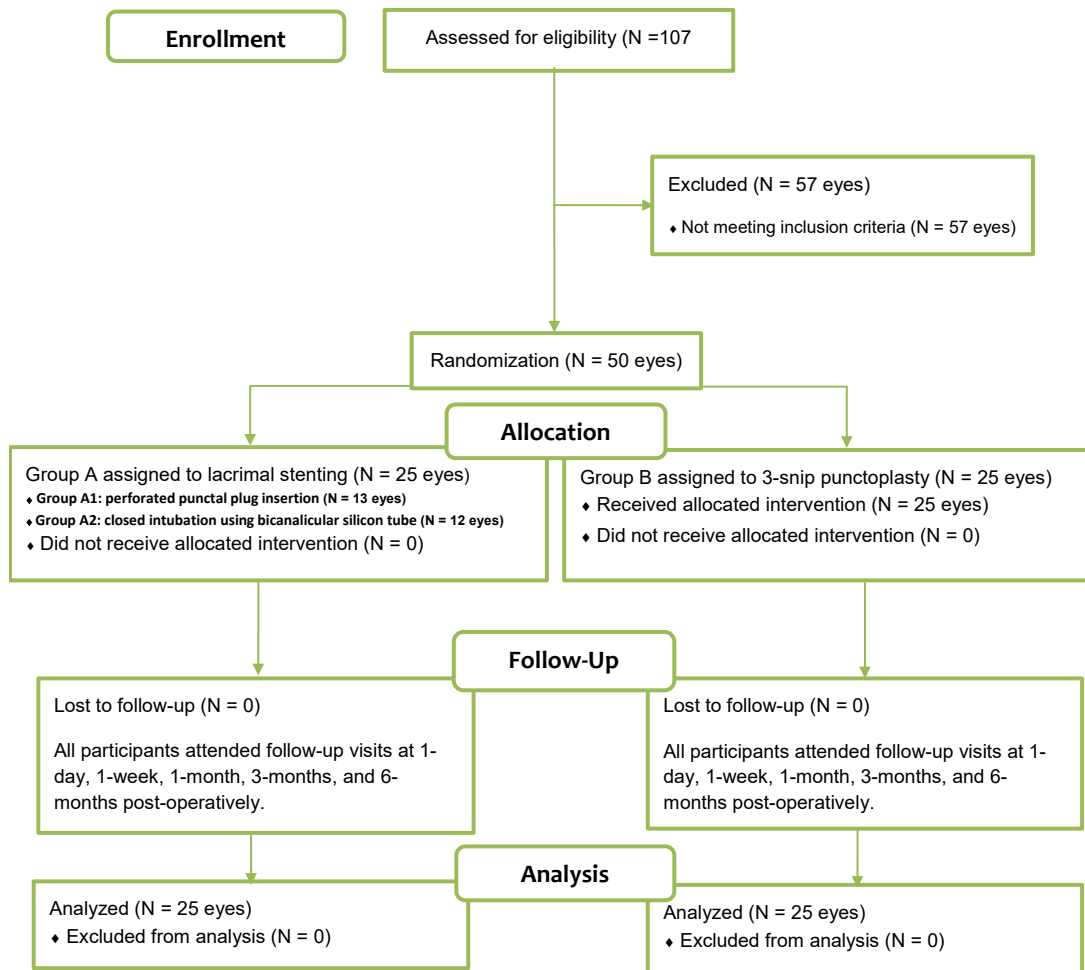 Enrollment
Assessed for eligibility (N =107
Excluded (N = 57 eyes)
♦ Not meeting inclusion criteria (N = 57 eyes)
Randomization (N = 50 eyes)
Allocation
Group A assigned to lacrimal stenting (N = 25 eyes)
♦ Group A1: perforated punctal plug insertion (N = 13 eyes)
♦ Group A2: closed intubation using bicanalicular silicon tube (N = 12 eyes)
♦ Did not receive allocated intervention (N = 0)
Group B assigned to 3-snip punctoplasty (N = 25 eyes)
♦ Received allocated intervention (N = 25 eyes)
♦ Did not receive allocated intervention (N = 0)
Follow-Up
Lost to follow-up (N = 0)
All participants attended follow-up visits at 1-
day, 1-week, 1-month, 3-months, and 6-
months post-operatively.
Lost to follow-up (N = 0)
All participants attended follow-up visits at 1-
day, 1-week, 1-month, 3-months, and 6-
months post-operatively.
Analysis
Analyzed (N = 25 eyes)
♦ Excluded from analysis (N = 0)
Analyzed (N = 25 eyes)
♦ Excluded from analysis (N = 0)